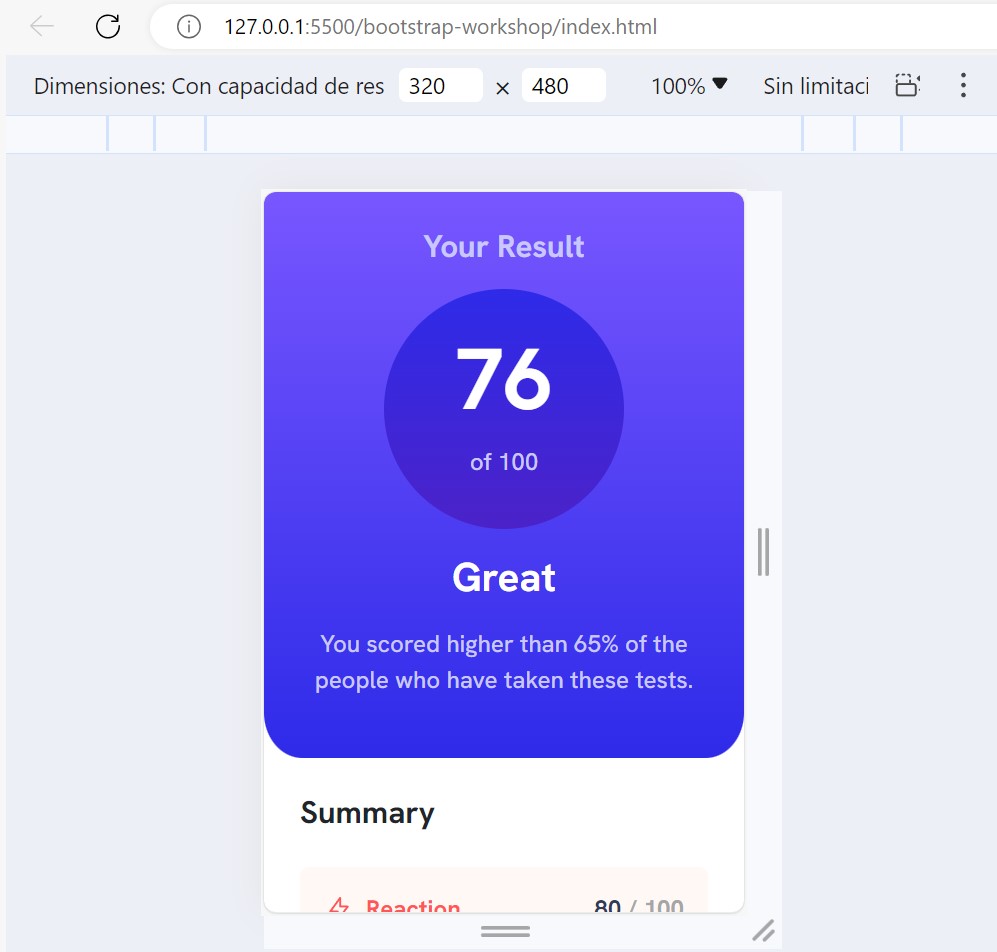 127.0.0.1:5500/bootstrap-workshop/index.html
Dimensiones: Con capacidad de res 320 × 480 100% Sin limitaci
Your Result
76
of 100
Great
You scored higher than 65% of the
people who have taken these tests.
Summary
Reaction 80 / 100